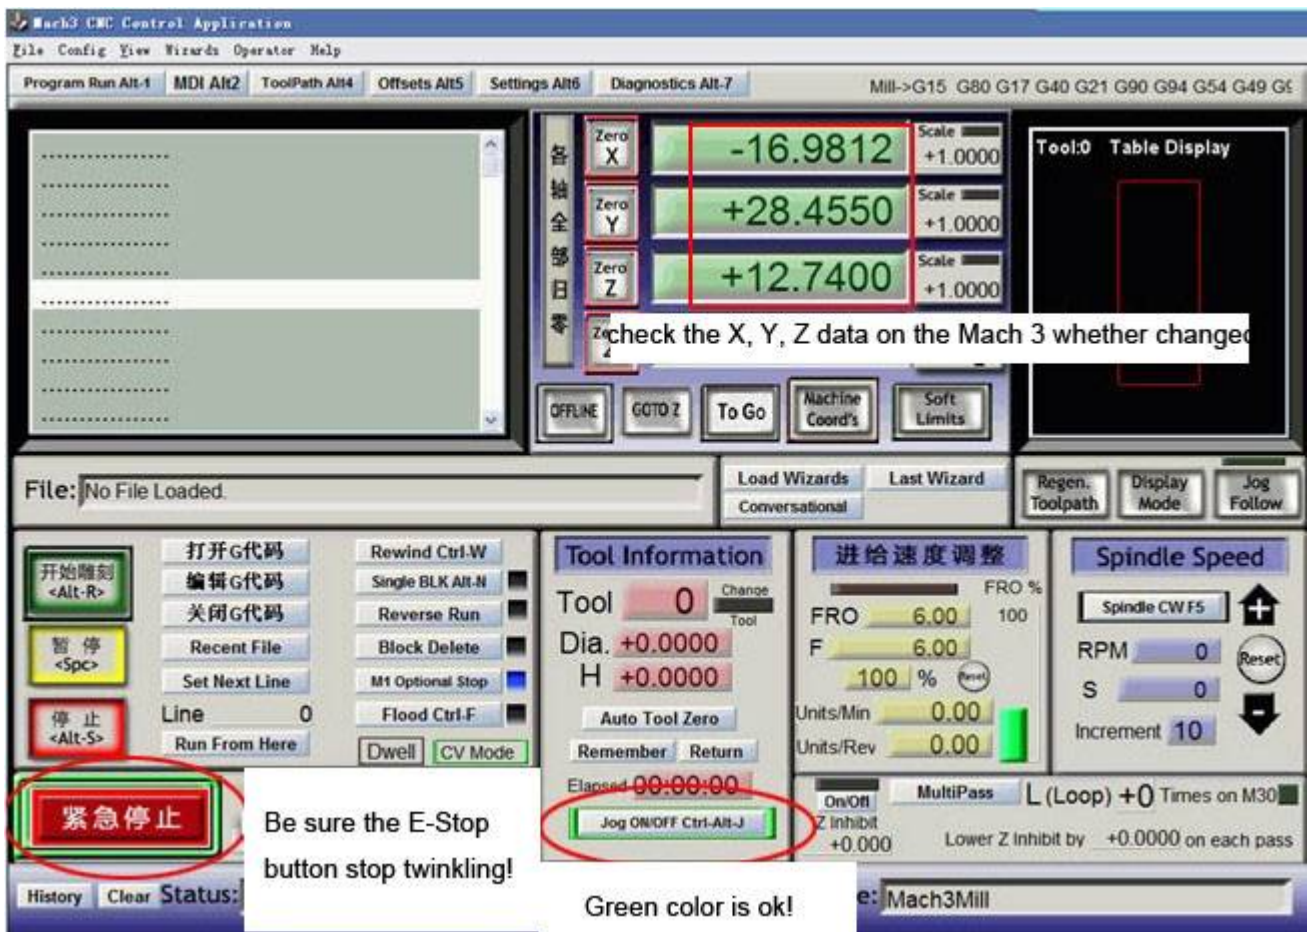 Mach3 CNC Control Application
File Config View Wizards Operator Help
Program Run Alt-1 MDI Alt2 ToolPath Alt4 Offsets Alt5 Settings Alt6 Diagnostics Alt-7 Mill->G15 G80 G17 G40 G21 G90 G94 G54 G49 G9
各轴全部归零
Zero X -16.9812 Scale +1.0000
Zero Y +28.4550 Scale +1.0000
Zero Z +12.7400 Scale +1.0000
Tool:0 Table Display
check the X, Y, Z data on the Mach 3 whether changed
OFFLINE GOTO Z To Go Machine Coord's Soft Limits
File: No File Loaded.
Load Wizards Last Wizard
Conversational
Regen. Toolpath Display Mode Jog Follow
开始雕刻 <Alt-R>
暂 停 <Spc>
停 止 <Alt-S>
打开G代码
编辑G代码
关闭G代码
Recent File
Set Next Line
Line 0
Run From Here
Rewind Ctrl-W
Single BLK Alt-N
Reverse Run
Block Delete
M1 Optional Stop
Flood Ctrl-F
Dwell CV Mode
Tool Information
Tool 0 Change Tool
Dia. +0.0000
H +0.0000
Auto Tool Zero
Remember Return
Elapsed 00:00:00
Jog ON/OFF Ctrl-Alt-J
进给速度调整
FRO %
FRO 6.00 100
F 6.00
100 % Reset
Units/Min 0.00
Units/Rev 0.00
Spindle Speed
Spindle CW F5
RPM 0 Reset
S 0
Increment 10
紧急停止
Be sure the E-Stop
button stop twinkling!
Green color is ok!
On/Off
Z Inhibit
+0.000
MultiPass L (Loop) +0 Times on M30
Lower Z Inhibit by +0.0000 on each pass
History Clear Status:
e: Mach3Mill